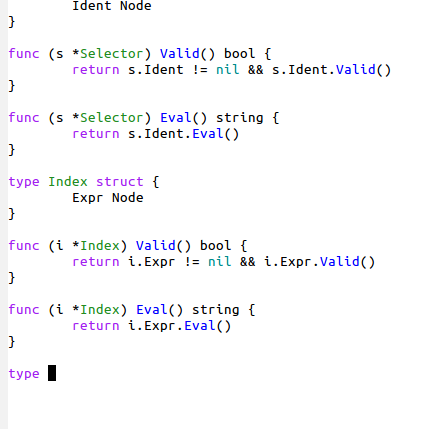 Ident Node
}

func (s *Selector) Valid() bool {
        return s.Ident != nil && s.Ident.Valid()
}

func (s *Selector) Eval() string {
        return s.Ident.Eval()
}

type Index struct {
        Expr Node
}

func (i *Index) Valid() bool {
        return i.Expr != nil && i.Expr.Valid()
}

func (i *Index) Eval() string {
        return i.Expr.Eval()
}

type